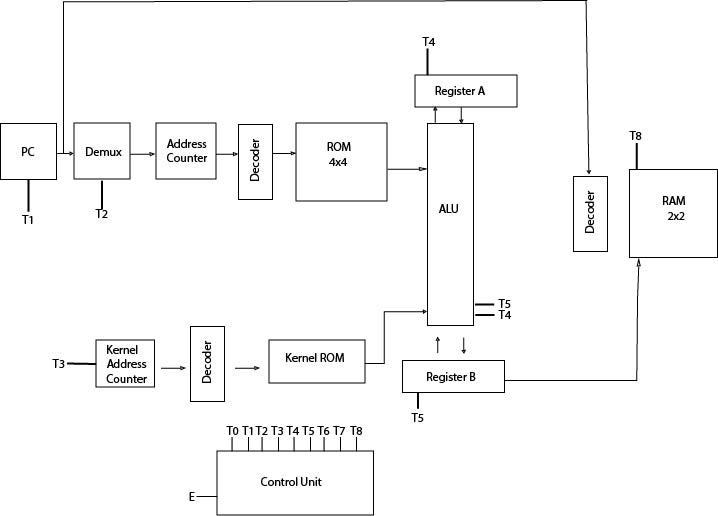 T4
Register A
PC
Demux
Address
Counter
Decoder
ROM
4x4
T8
T1
T2
ALU
Decoder
RAM
2x2
T5
T4
T3
Kernel
Address
Counter
Decoder
Kernel ROM
Register B
T5
T0 T1 T2 T3 T4 T5 T6 T7 T8
Control Unit
E